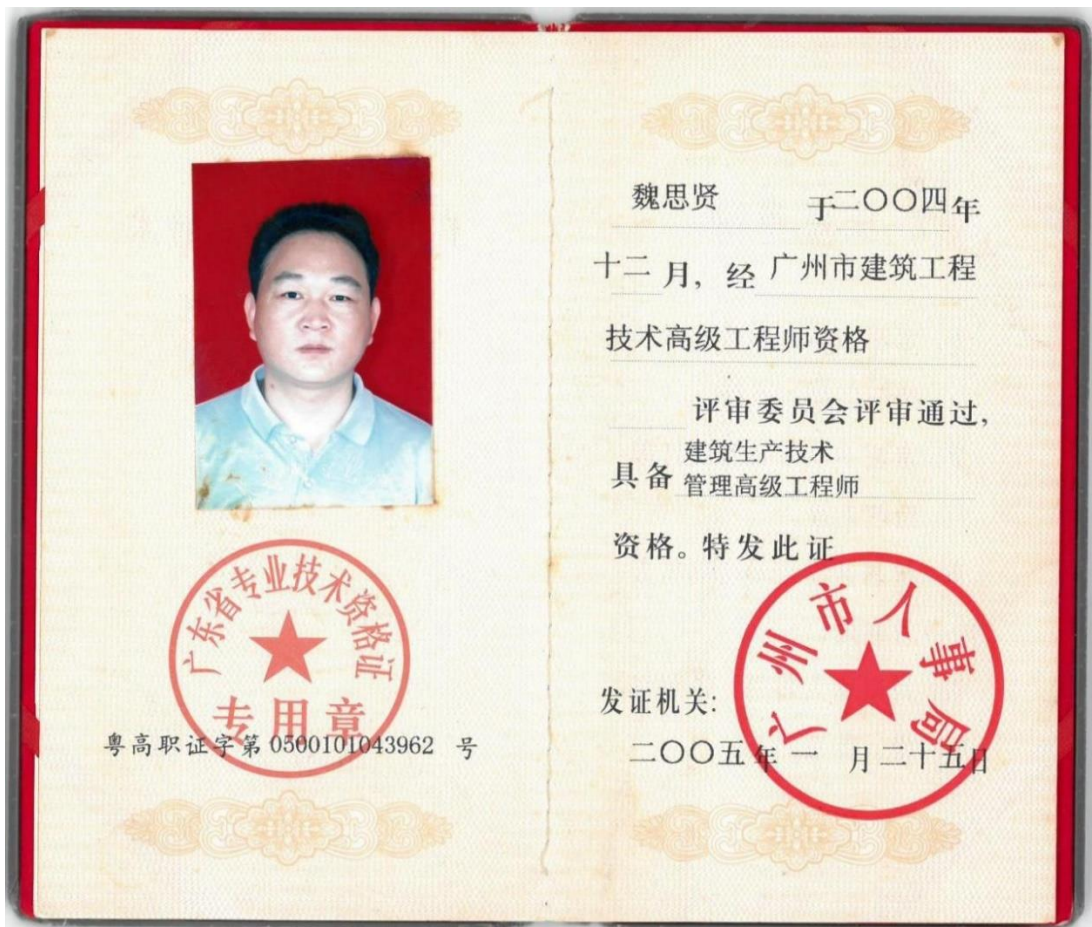 广东省专业技术资格证
专用章
粤高职证字第 0500101043962 号
魏思贤 于二〇〇四年
十二月，经 广州市建筑工程
技术高级工程师资格
评审委员会评审通过，
具备 建筑生产技术
管理高级工程师
资格。特发此证
广州市人事局
发证机关:
二〇〇五年一月二十五日